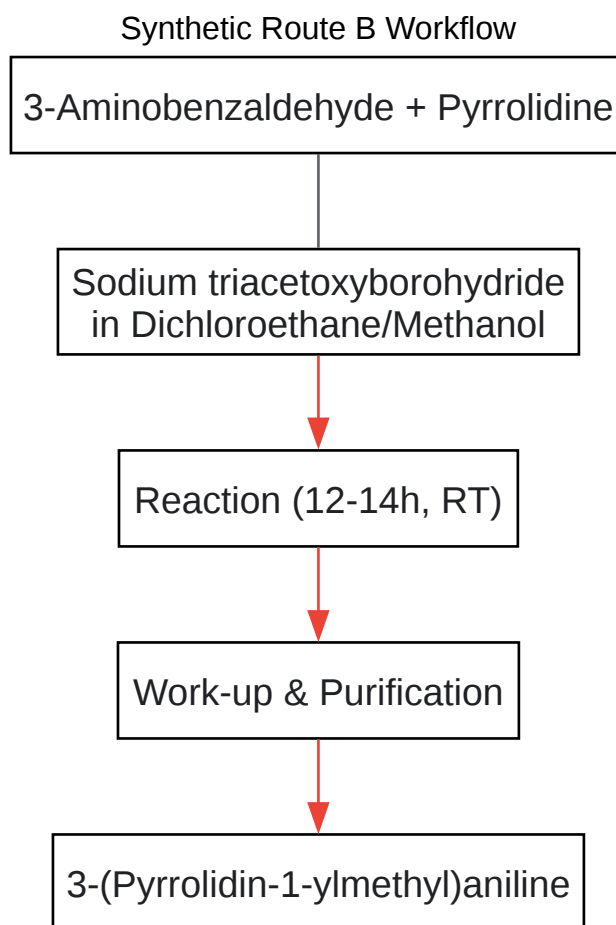 Synthetic Route B Workflow
3-Aminobenzaldehyde + Pyrrolidine
Sodium triacetoxyborohydride
in Dichloroethane/Methanol
Reaction (12-14h, RT)
Work-up & Purification
3-(Pyrrolidin-1-ylmethyl)aniline